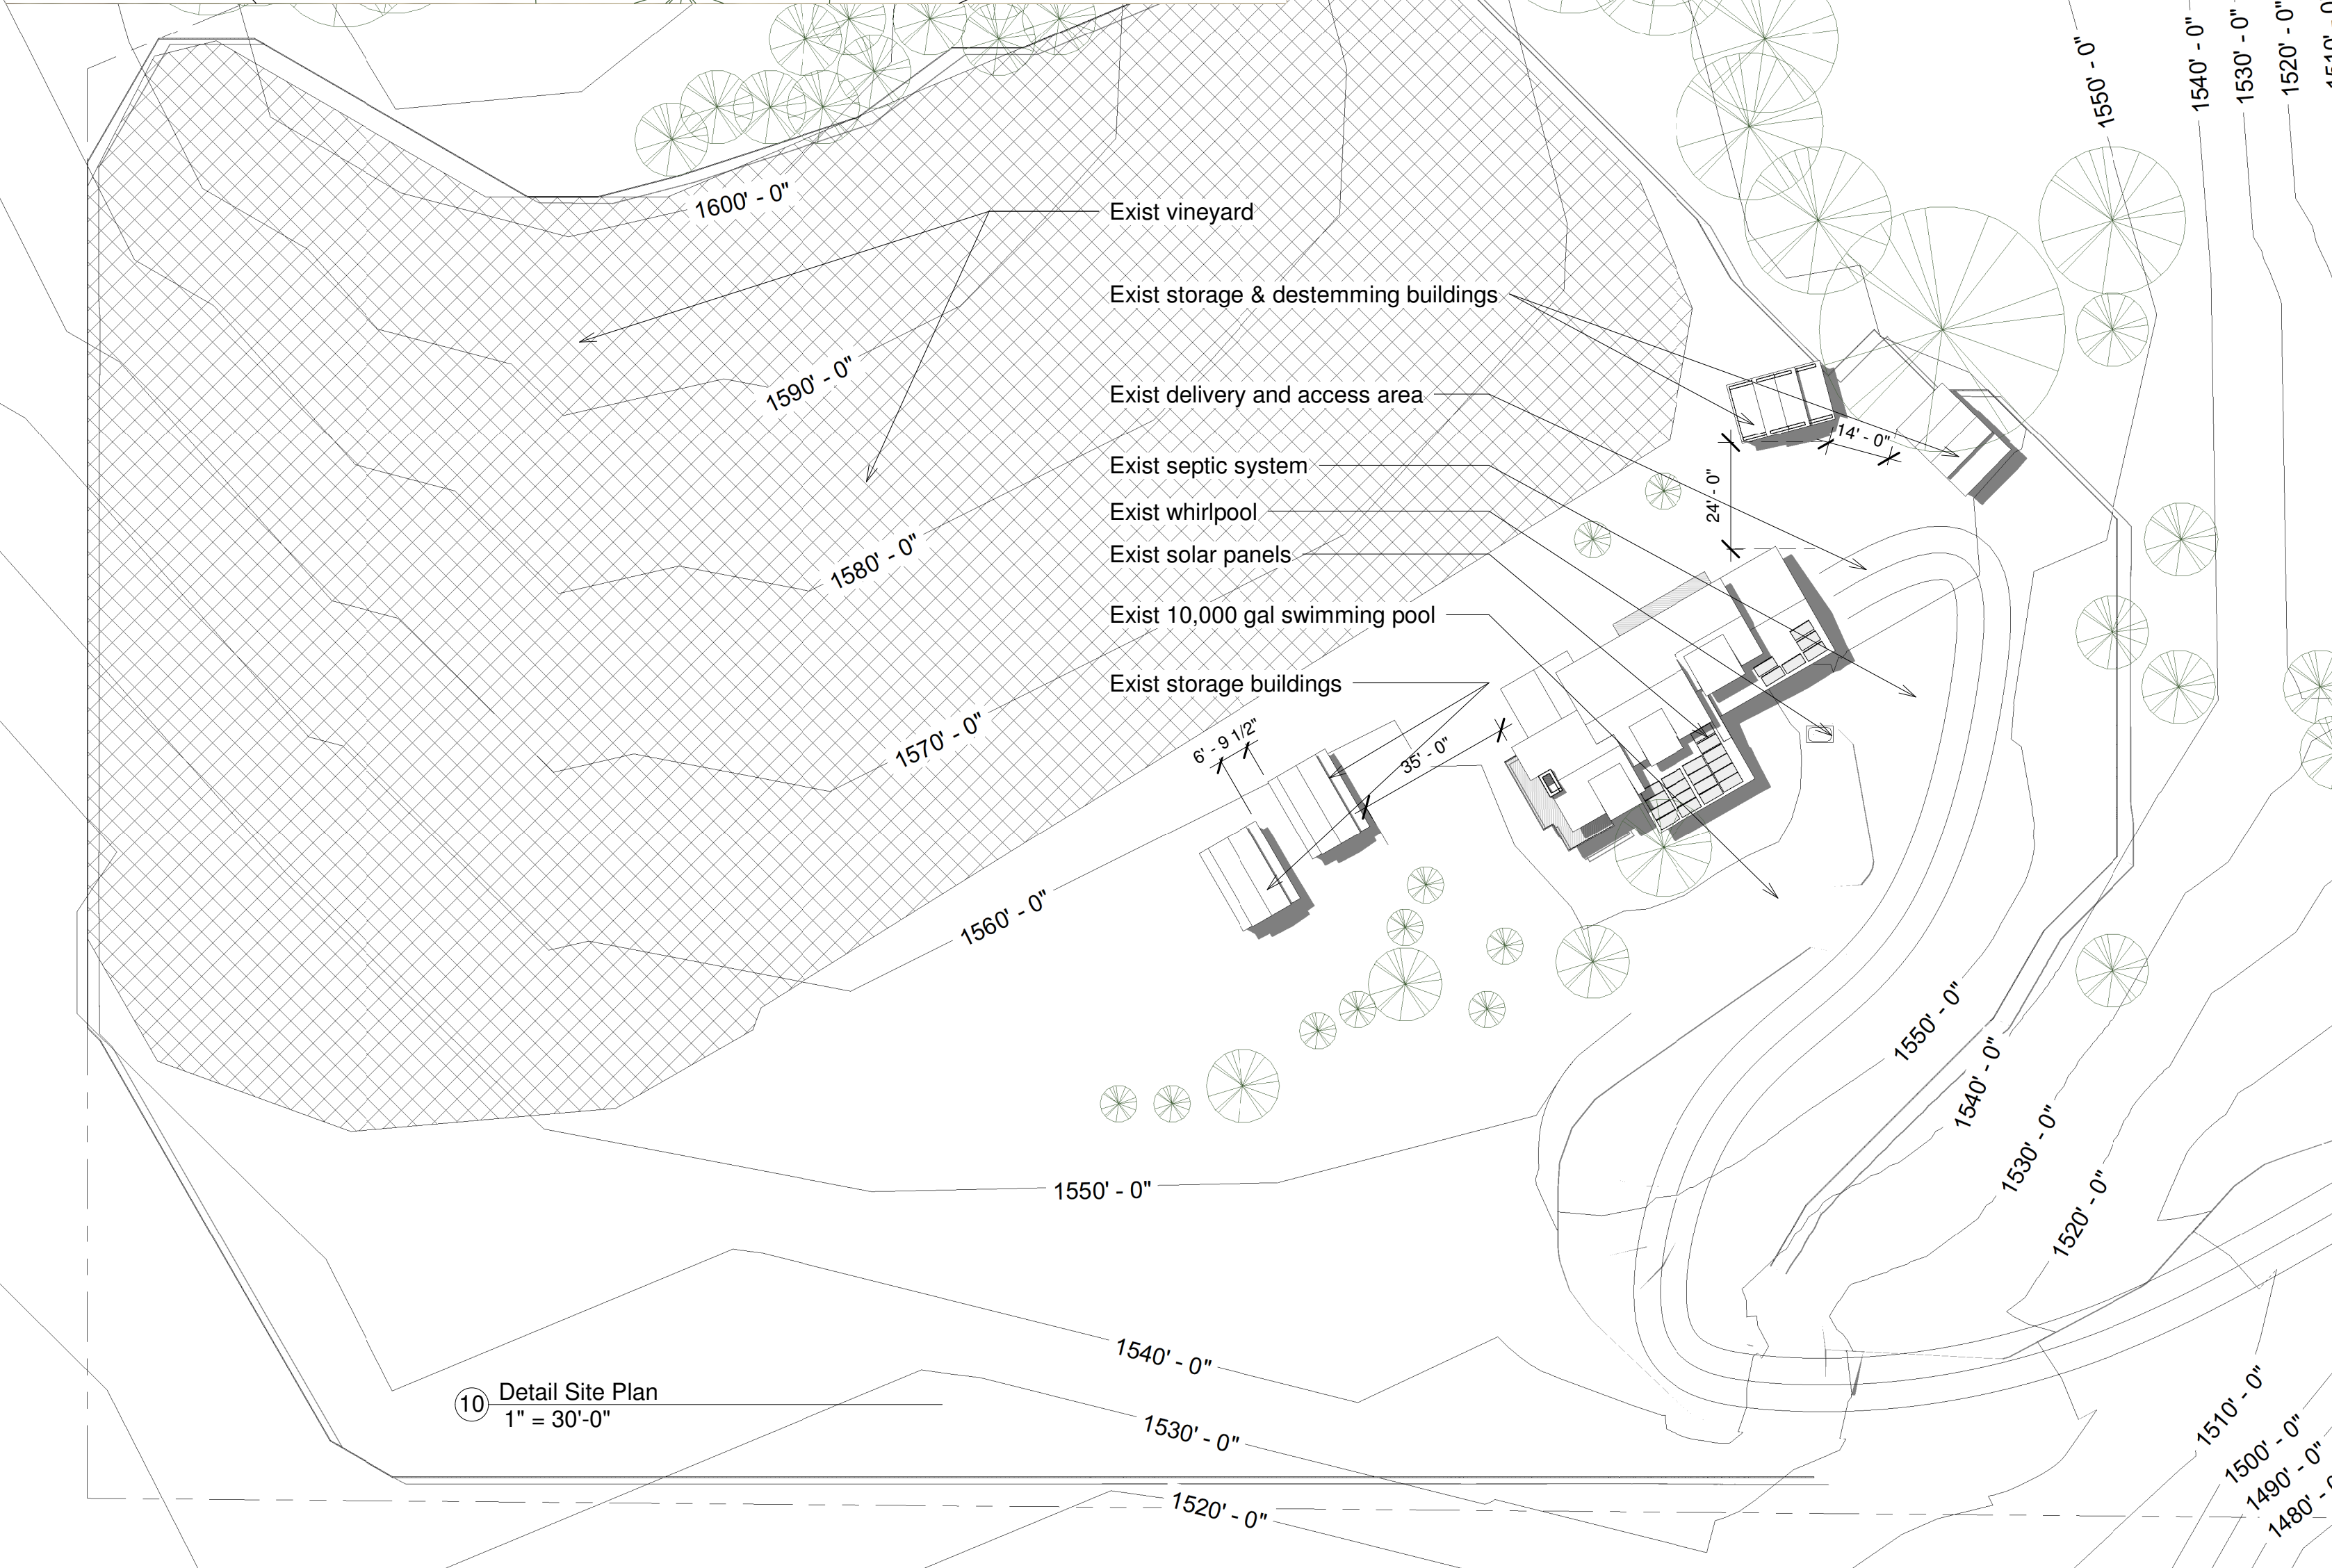 1550' - 0"
1540' - 0"
1530' - 0"
1520' - 0"
1600' - 0"
Exist vineyard
Exist storage & destemming buildings
1590' - 0"
Exist delivery and access area
14' - 0"
Exist septic system
24' - 0"
Exist whirlpool
1580' - 0"
Exist solar panels
Exist 10,000 gal swimming pool
Exist storage buildings
1570' - 0"
6' - 9 1/2"
35' - 0"
1560' - 0"
1550' - 0"
1540' - 0"
1530' - 0"
1550' - 0"
1520' - 0"
1540' - 0"
10
Detail Site Plan
1" = 30'-0"
1530' - 0"
1510' - 0"
1500' - 0"
1490' - 0"
1520' - 0"